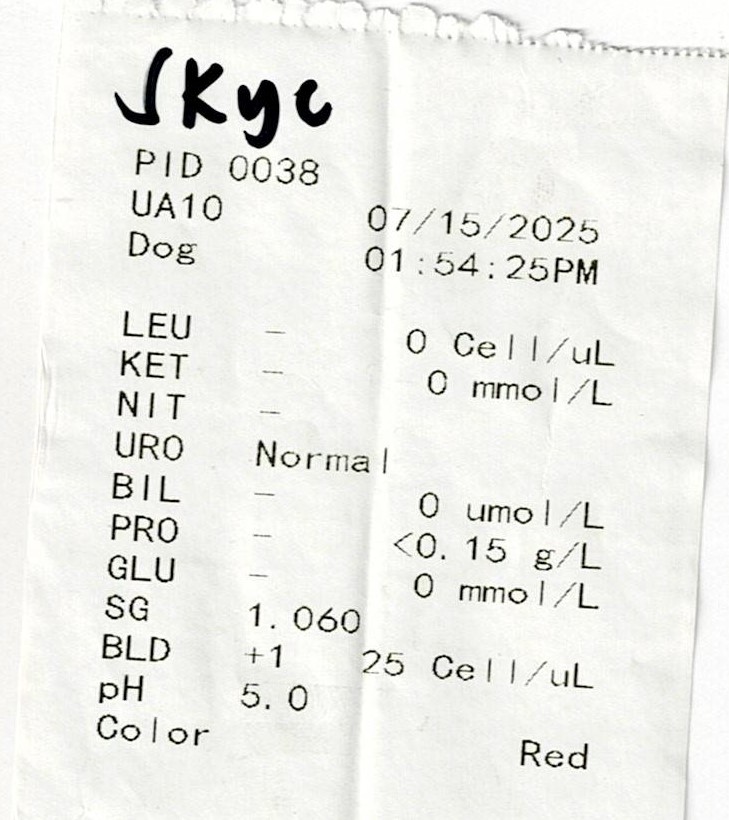 Skye
PID 0038
UA10 07/15/2025
Dog 01:54:25PM
LEU - 0 Cell/uL
KET - 0 mmol/L
NIT -
URO Normal
BIL - 0 umol/L
PRO - <0.15 g/L
GLU - 0 mmol/L
SG 1.060
BLD +1 25 Cell/uL
pH 5.0
Color Red